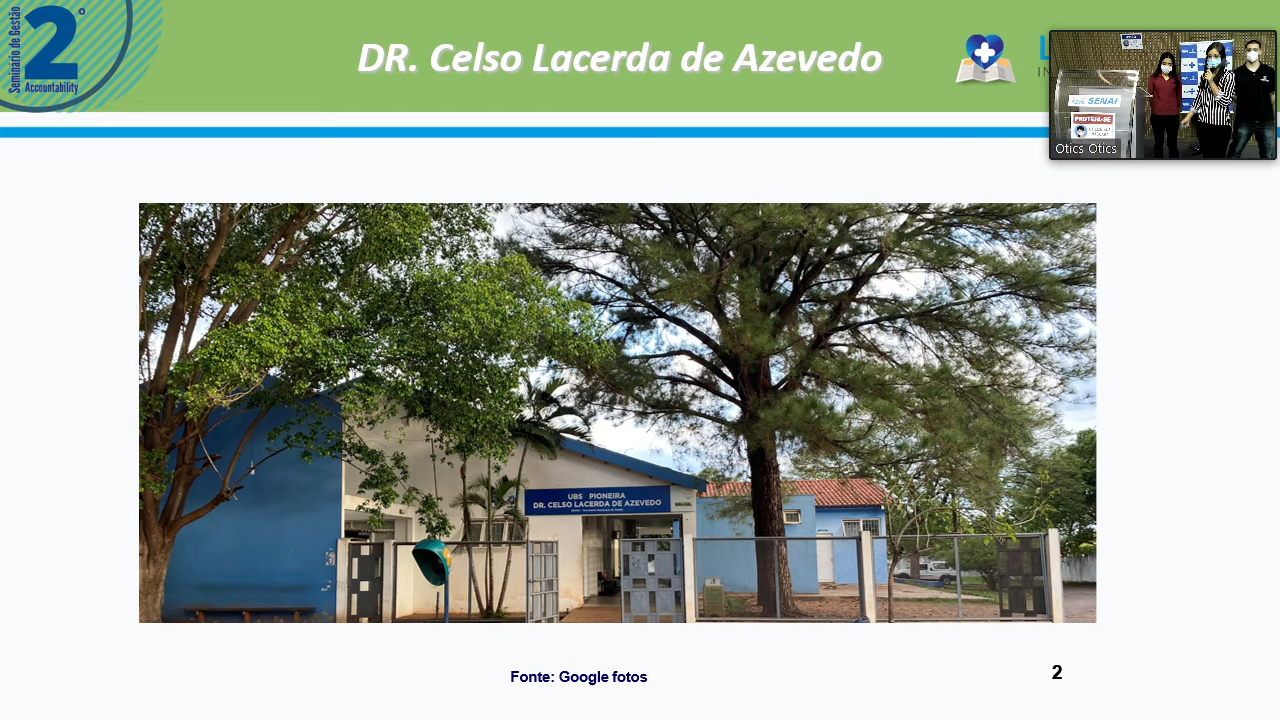 Seminário de Gestão
2º
Accountability
DR. Celso Lacerda de Azevedo
SENAI
PROTEJA-SE
Otics Otics
UBS PIONEIRA
DR. CELSO LACERDA DE AZEVEDO
Fonte: Google fotos
2